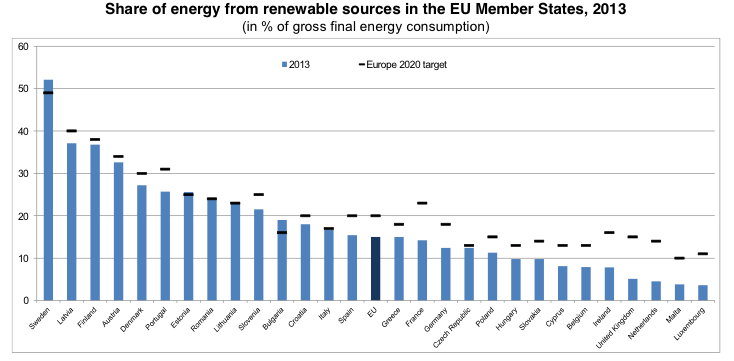 Share of energy from renewable sources in the EU Member States, 2013
(in % of gross final energy consumption)
60
2013
Europe 2020 target
50
40
30
20
10
0
Sweden
Latvia
Finland
Austria
Denmark
Portugal
Estonia
Romania
Lithuania
Slovenia
Bulgaria
Croatia
Italy
Spain
EU
Greece
France
Germany
Czech Republic
Poland
Hungary
Slovakia
Cyprus
Belgium
Ireland
United Kingdom
Netherlands
Malta
Luxembourg